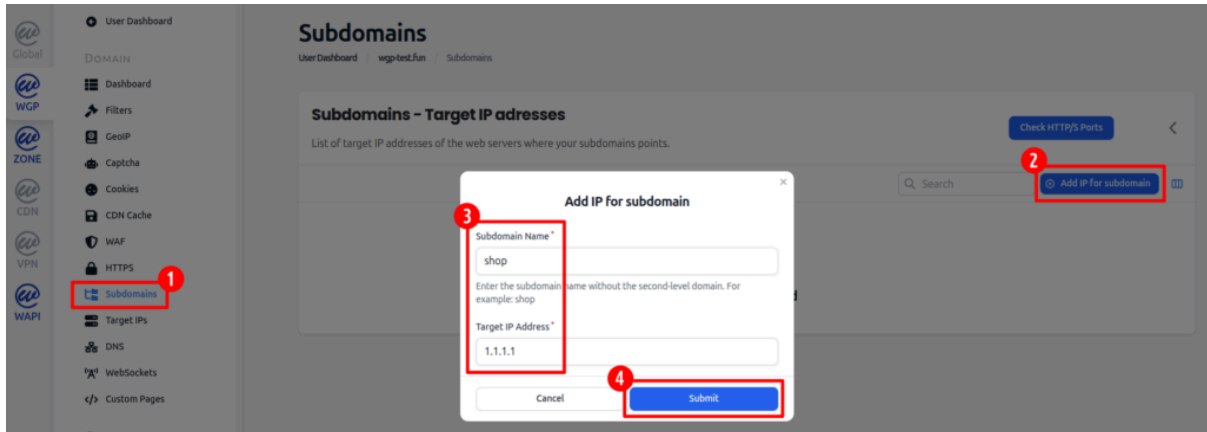 Global
WGP
ZONE
CDN
VPN
WAPI
User Dashboard
DOMAIN
Dashboard
Filters
GeoIP
Captcha
Cookies
CDN Cache
WAF
HTTPS
1
Subdomains
Target IPs
DNS
WebSockets
Custom Pages
Subdomains
User Dashboard wgp-test.fun Subdomains
Subdomains - Target IP adresses
List of target IP addresses of the web servers where your subdomains points.
Check HTTP/S Ports
2
Search
Add IP for subdomain
Add IP for subdomain
3
Subdomain Name*
shop
Enter the subdomain name without the second-level domain. For
example: shop
Target IP Address*
1.1.1.1
4
Cancel Submit